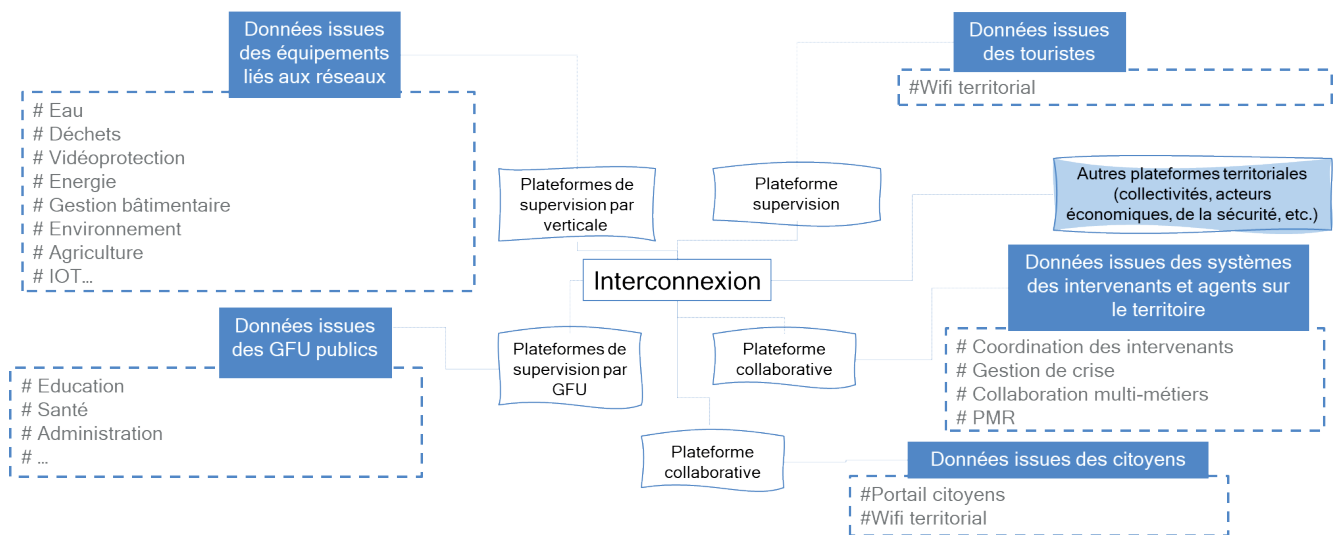 Données issues
des équipements
liés aux réseaux
# Eau
# Déchets
# Vidéoprotection
# Energie
# Gestion bâtimentaire
# Environnement
# Agriculture
# IOT...
Données issues
des touristes
#Wifi territorial
Plateformes de
supervision par
verticale
Plateforme
supervision
Autres plateformes territoriales
(collectivités, acteurs
économiques, de la sécurité, etc.)
Interconnexion
Données issues des systèmes
des intervenants et agents sur
le territoire
# Coordination des intervenants
# Gestion de crise
# Collaboration multi-métiers
# PMR
Données issues
des GFU publics
# Education
# Santé
# Administration
# ...
Plateformes de
supervision par
GFU
Plateforme
collaborative
Plateforme
collaborative
Données issues des citoyens
#Portail citoyens
#Wifi territorial